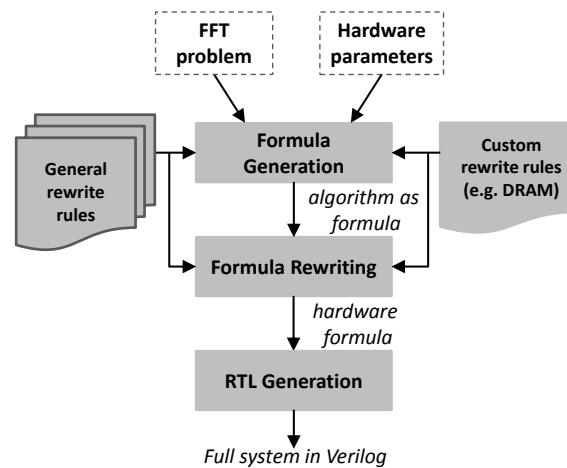 FFT
problem
Hardware
parameters
General
rewrite
rules
Formula
Generation
Custom
rewrite rules
(e.g. DRAM)
algorithm as
formula
Formula Rewriting
hardware
formula
RTL Generation
Full system in Verilog